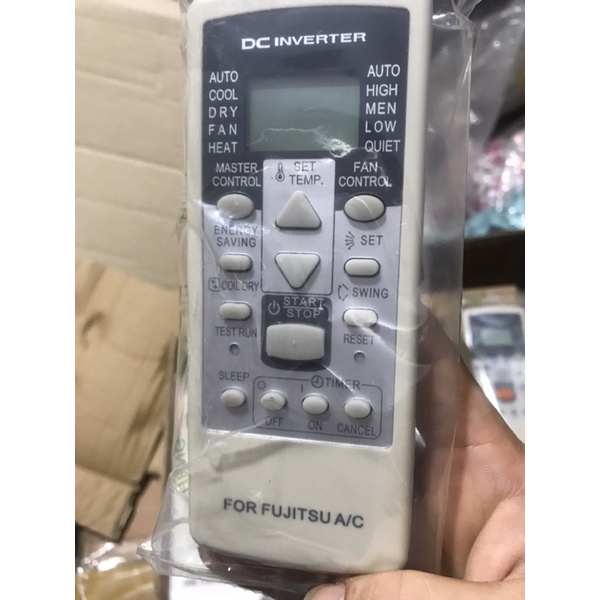 DC INVERTER
AUTO
COOL
DRY
FAN
HEAT
AUTO
HIGH
MEN
LOW
QUIET
MASTER
CONTROL
SET
TEMP.
FAN
CONTROL
ENERGY
SAVING
SET
COIL DRY
START
STOP
SWING
TEST RUN
RESET
SLEEP
TIMER
OFF
ON
CANCEL
FOR FUJITSU A/C